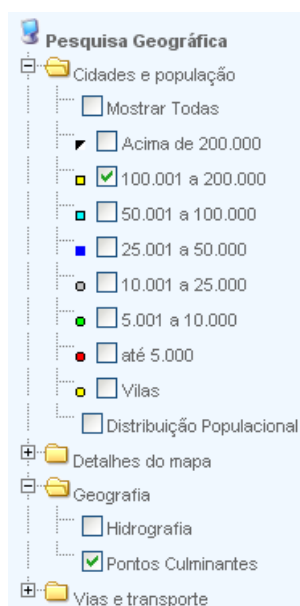 Pesquisa Geográfica
Cidades e população
Mostrar Todas
Acima de 200.000
100.001 a 200.000
50.001 a 100.000
25.001 a 50.000
10.001 a 25.000
5.001 a 10.000
até 5.000
Vilas
Distribuição Populacional
Detalhes do mapa
Geografia
Hidrografia
Pontos Culminantes
Vias e transporte